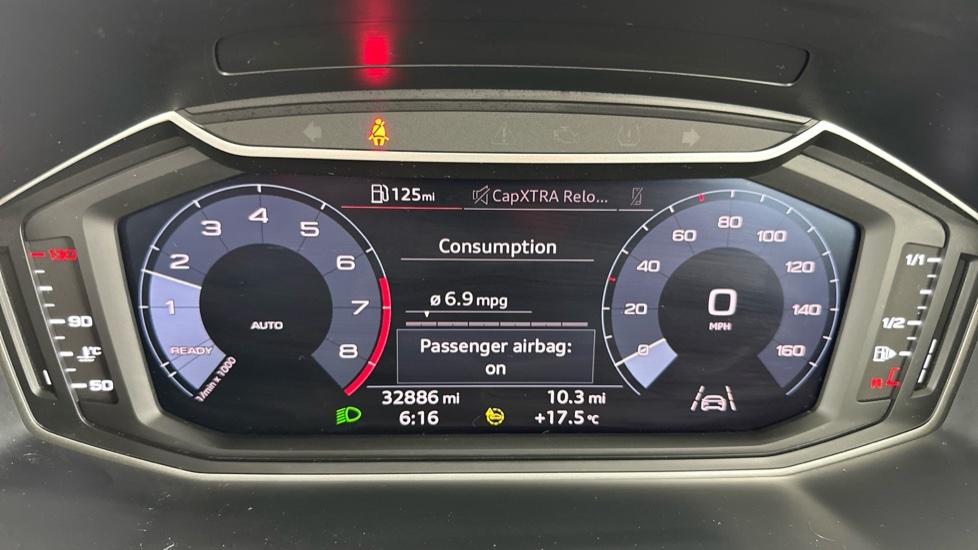 125mi
CapXTRA Relo...
Consumption
ø 6.9 mpg
Passenger airbag:
on
32886 mi
10.3 mi
6:16
+17.5 °C
1
2
3
4
5
6
7
8
READY
AUTO
1/min x 1000
0
20
40
60
80
100
120
140
160
0
MPH
130
90
°C
50
1/1
1/2